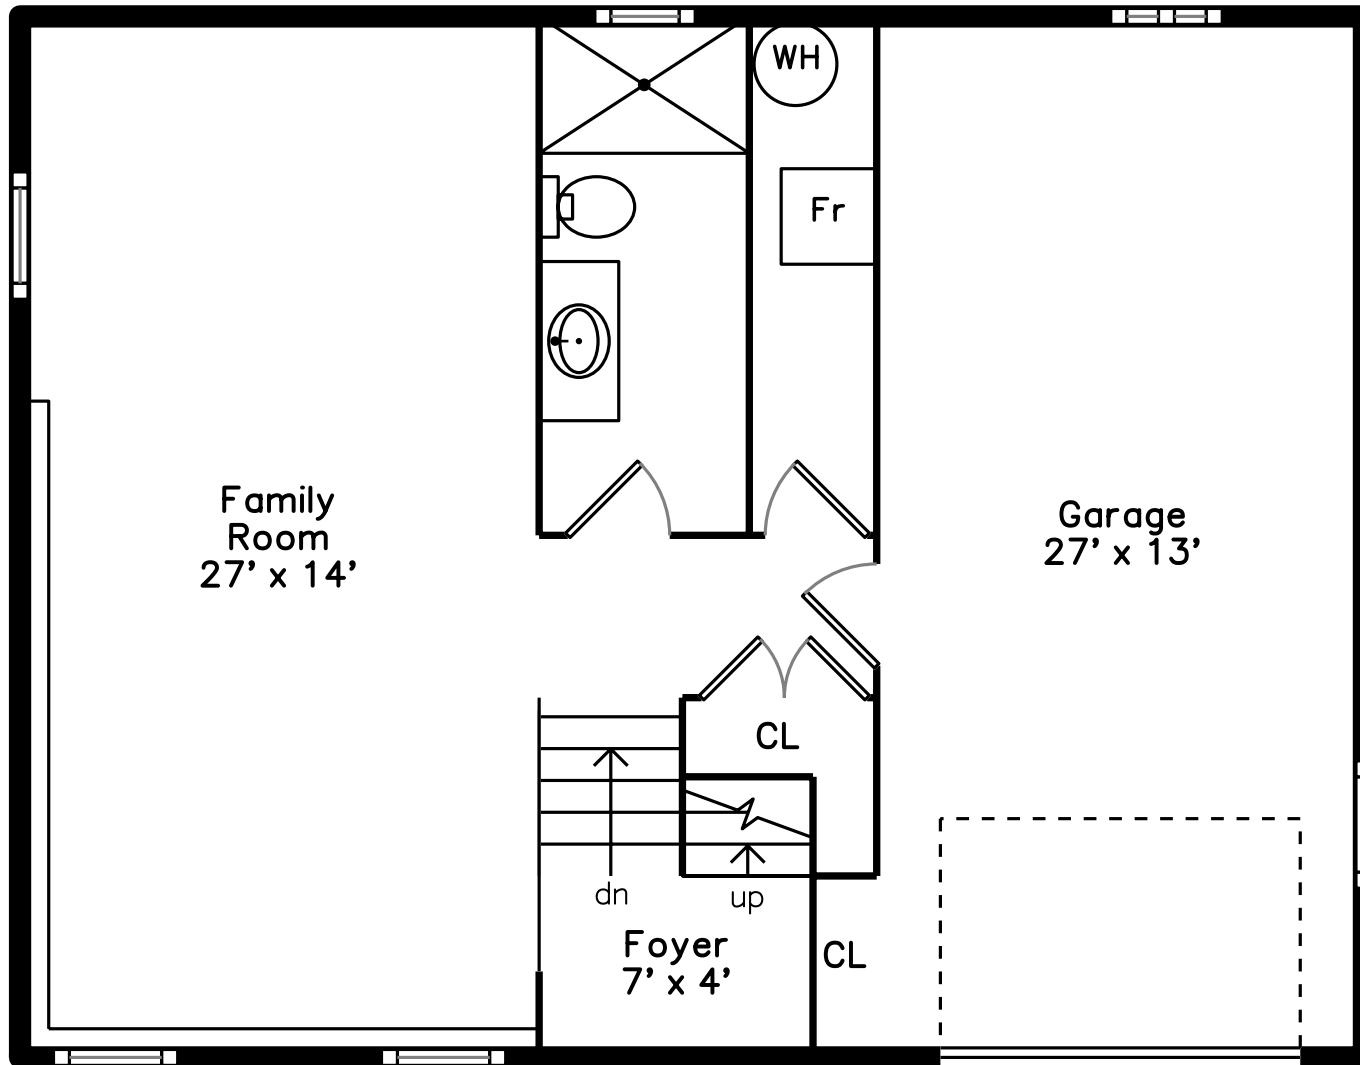 WH
Fr
Family
Room
27' x 14'
Garage
27' x 13'
CL
dn
up
Foyer
7' x 4'
CL